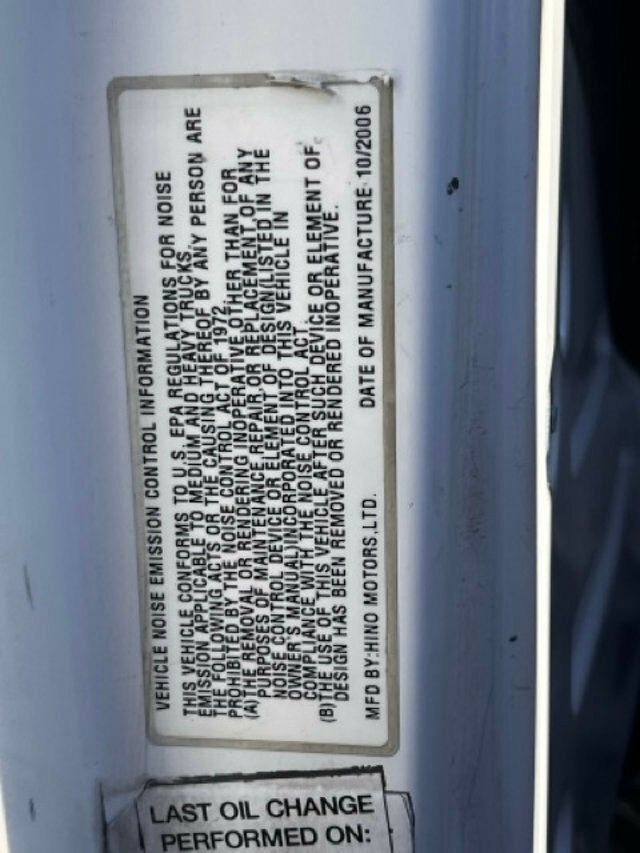 VEHICLE NOISE EMISSION CONTROL INFORMATION
THIS VEHICLE CONFORMS TO U.S. EPA REGULATIONS FOR NOISE
EMISSION APPLICABLE TO MEDIUM AND HEAVY TRUCKS.
THE FOLLOWING ACTS OR THE CAUSING THEREOF BY ANY PERSON ARE
PROHIBITED BY THE NOISE CONTROL ACT OF 1972.
(A)THE REMOVAL OR RENDERING INOPERATIVE,OTHER THAN FOR
PURPOSES OF MAINTENANCE,REPAIR,OR REPLACEMENT,OF ANY
NOISE CONTROL DEVICE OR ELEMENT OF DESIGN(LISTED IN THE
OWNER'S MANUAL)INCORPORATED INTO THIS VEHICLE IN
COMPLIANCE WITH THE NOISE CONTROL ACT.
(B)THE USE OF THIS VEHICLE AFTER SUCH DEVICE OR ELEMENT OF
DESIGN HAS BEEN REMOVED OR RENDERED INOPERATIVE.
MFD BY:HINO MOTORS,LTD. DATE OF MANUFACTURE-10/2006
LAST OIL CHANGE
PERFORMED ON: